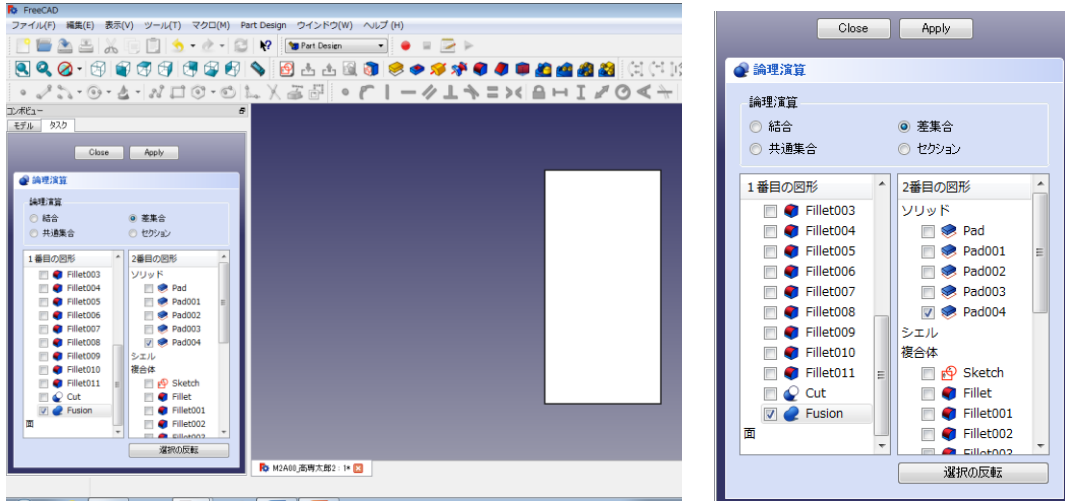 FreeCAD
ファイル(F) 編集(E) 表示(V) ツール(T) マクロ(M) Part Design ウインドウ(W) ヘルプ(H)
Part Design
コンボビュー
モデル タスク
Close Apply
論理演算
論理演算
結合 差集合
共通集合 セクション
1番目の図形 2番目の図形
Fillet003 ソリッド
Fillet004 Pad
Fillet005 Pad001
Fillet006 Pad002
Fillet007 Pad003
Fillet008 Pad004
Fillet009 シェル
Fillet010 複合体
Fillet011 Sketch
Cut Fillet
Fusion Fillet001
面 Fillet002
Fillet003
選択の反転
M2A00_高専太郎2 : 1*
Close Apply
論理演算
論理演算
結合 差集合
共通集合 セクション
1番目の図形 2番目の図形
Fillet003 ソリッド
Fillet004 Pad
Fillet005 Pad001
Fillet006 Pad002
Fillet007 Pad003
Fillet008 Pad004
Fillet009 シェル
Fillet010 複合体
Fillet011 Sketch
Cut Fillet
Fusion Fillet001
面 Fillet002
Fillet003
選択の反転